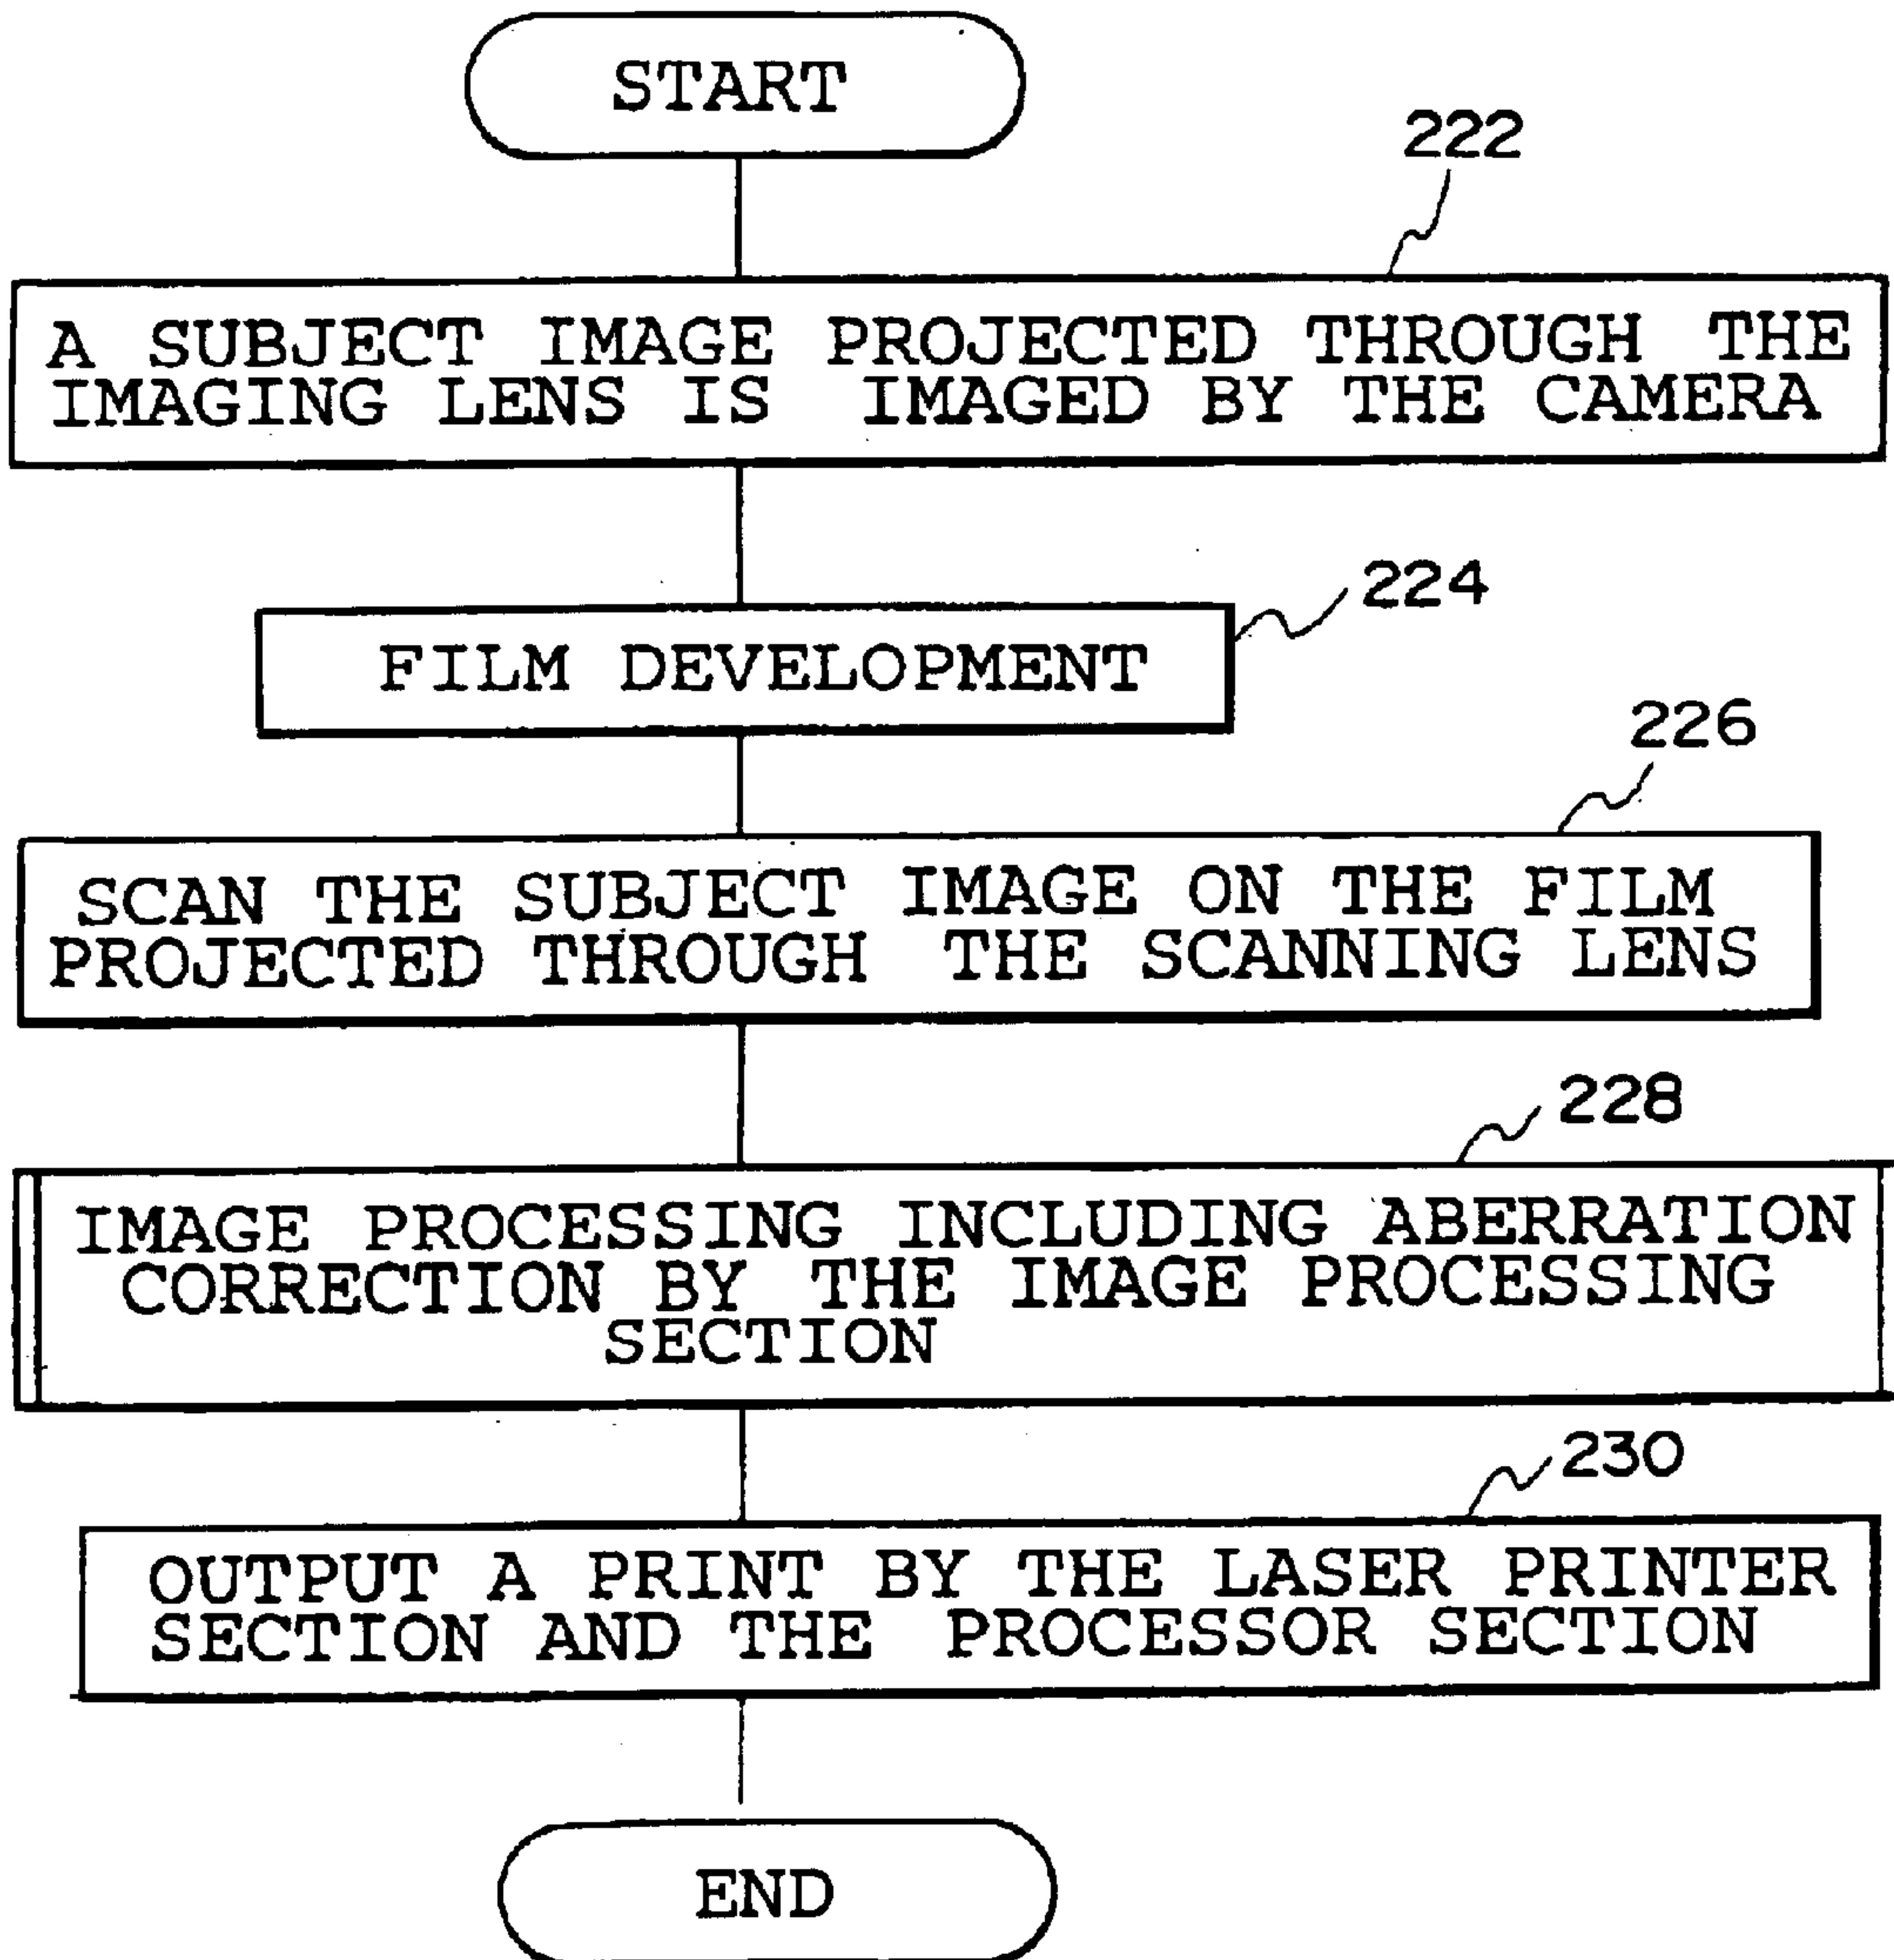 START
222
A SUBJECT IMAGE PROJECTED THROUGH THE
IMAGING LENS IS IMAGED BY THE CAMERA
224
FILM DEVELOPMENT
226
SCAN THE SUBJECT IMAGE ON THE FILM
PROJECTED THROUGH THE SCANNING LENS
228
IMAGE PROCESSING INCLUDING ABERRATION
CORRECTION BY THE IMAGE PROCESSING
SECTION
230
OUTPUT A PRINT BY THE LASER PRINTER
SECTION AND THE PROCESSOR SECTION
END